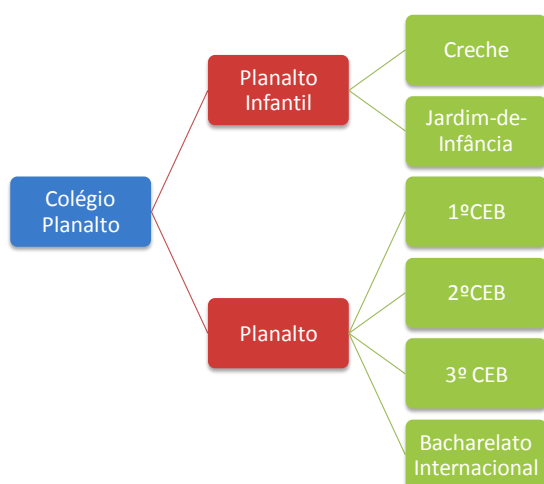 Colégio
Planalto
Planalto
Infantil
Creche
Jardim-de-
Infância
Planalto
1ºCEB
2ºCEB
3º CEB
Bacharelato
Internacional